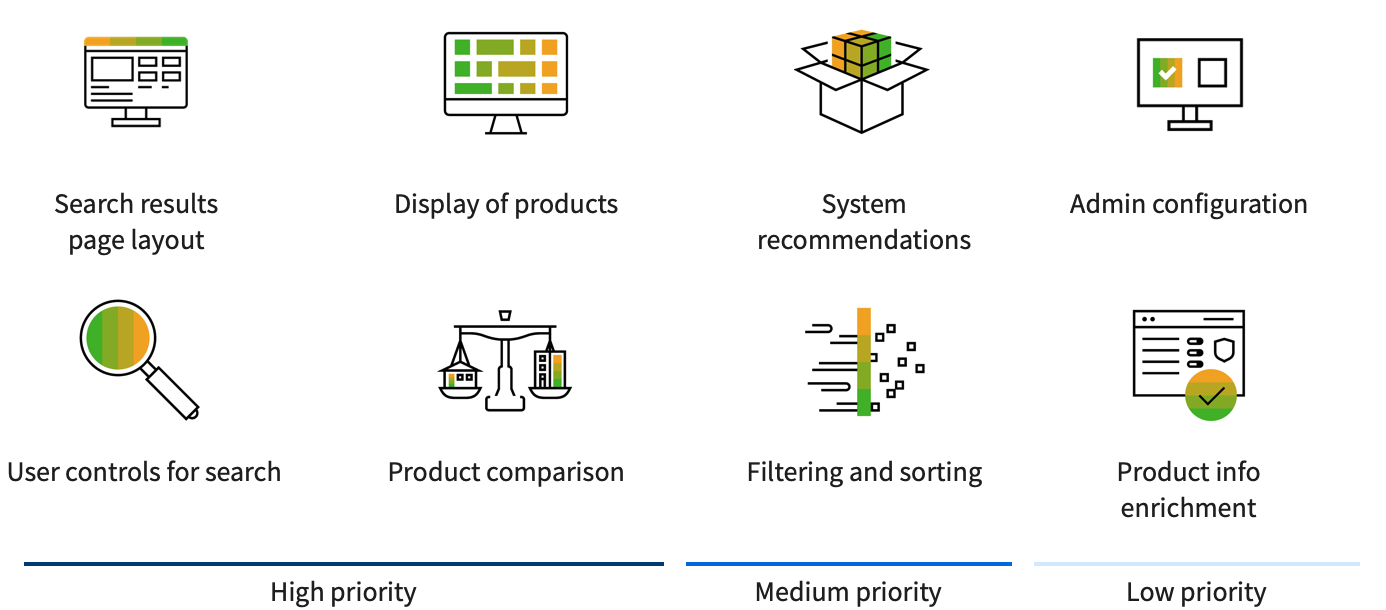 Search results
page layout
Display of products
System
recommendations
Admin configuration
User controls for search
Product comparison
Filtering and sorting
Product info
enrichment
High priority
Medium priority
Low priority